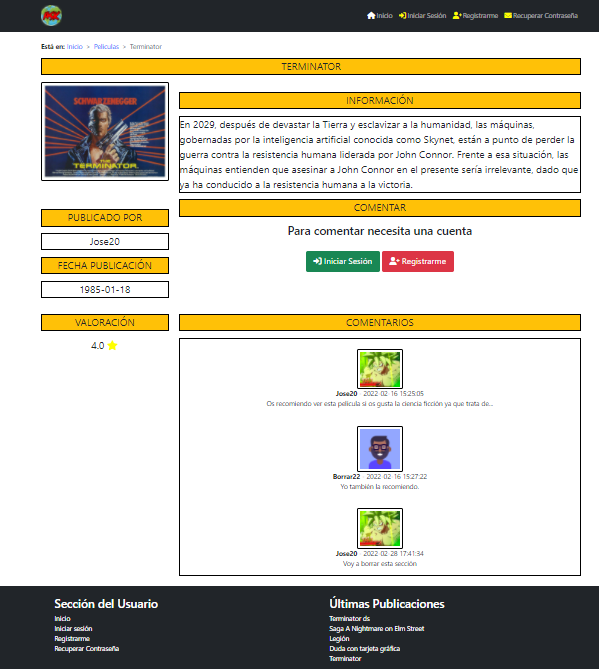 Inicio Iniciar Sesión Registrarme Recuperar Contraseña
Está en: Inicio > Películas > Terminator
TERMINATOR
SCHWARZENEGGER
THE
TERMINATOR
INFORMACIÓN
En 2029, después de devastar la Tierra y esclavizar a la humanidad, las máquinas,
gobernadas por la inteligencia artificial conocida como Skynet, están a punto de perder la
guerra contra la resistencia humana liderada por John Connor. Frente a esa situación, las
máquinas entienden que asesinar a John Connor en el presente sería irrelevante, dado que
ya ha conducido a la resistencia humana a la victoria.
PUBLICADO POR
Jose20
FECHA PUBLICACIÓN
1985-01-18
COMENTAR
Para comentar necesita una cuenta
Iniciar Sesión Registrarme
VALORACIÓN
4.0
COMENTARIOS
Jose20 - 2022-02-16 15:25:05
Os recomiendo ver esta película si os gusta la ciencia ficción ya que trata de...
Borrar22 - 2022-02-16 15:27:22
Yo también la recomiendo.
Jose20 - 2022-02-28 17:41:34
Voy a borrar esta sección
Sección del Usuario
Inicio
Iniciar sesión
Registrarme
Recuperar Contraseña
Últimas Publicaciones
Terminator ds
Saga A Nightmare on Elm Street
Legión
Duda con tarjeta gráfica
Terminator